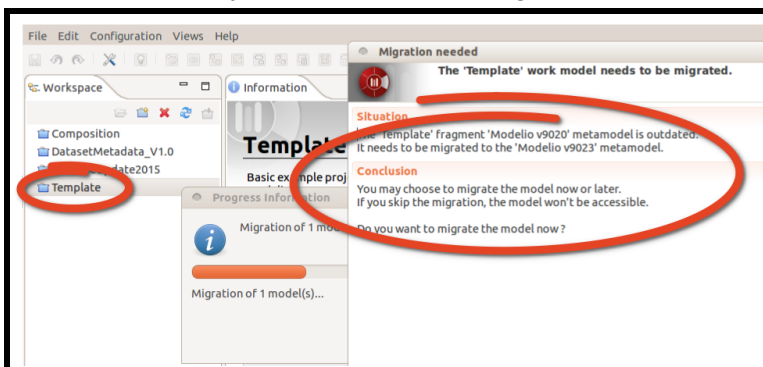 File Edit Configuration Views Help
Migration needed
The 'Template' work model needs to be migrated.
Workspace
Information
Situation
'Template' fragment 'Modelio v9020' metamodel is outdated.
It needs to be migrated to the 'Modelio v9023' metamodel.
Composition
DatasetMetadata_V1.0
Template
Template
Basic example
Conclusion
You may choose to migrate the model now or later.
If you skip the migration, the model won't be accessible.
Progress Information
Migration of 1
Do you want to migrate the model now ?
Migration of 1 model(s)...